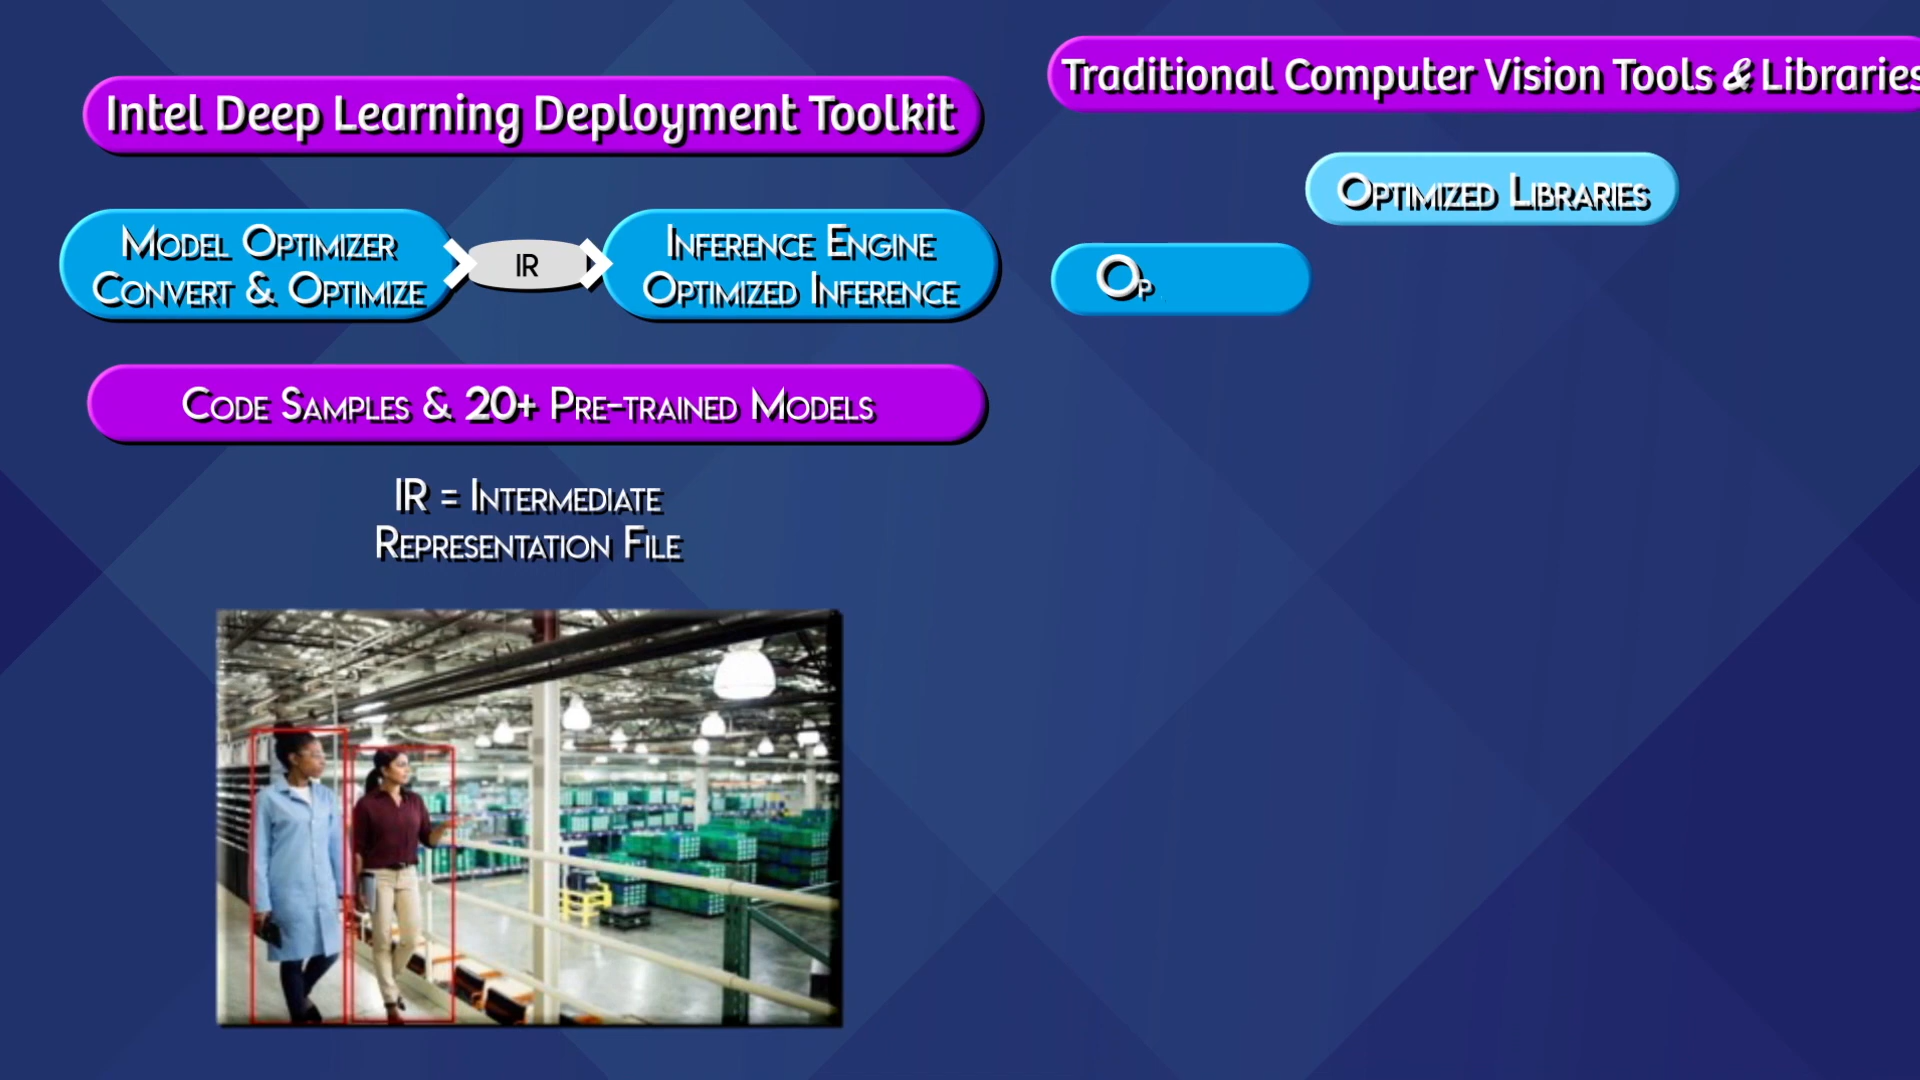 Intel Deep Learning Deployment Toolkit
Model Optimizer
Convert & Optimize
IR
Inference Engine
Optimized Inference
Code Samples & 20+ Pre-trained Models
IR = Intermediate
Representation File
Traditional Computer Vision Tools & Libraries
Optimized Libraries
Op